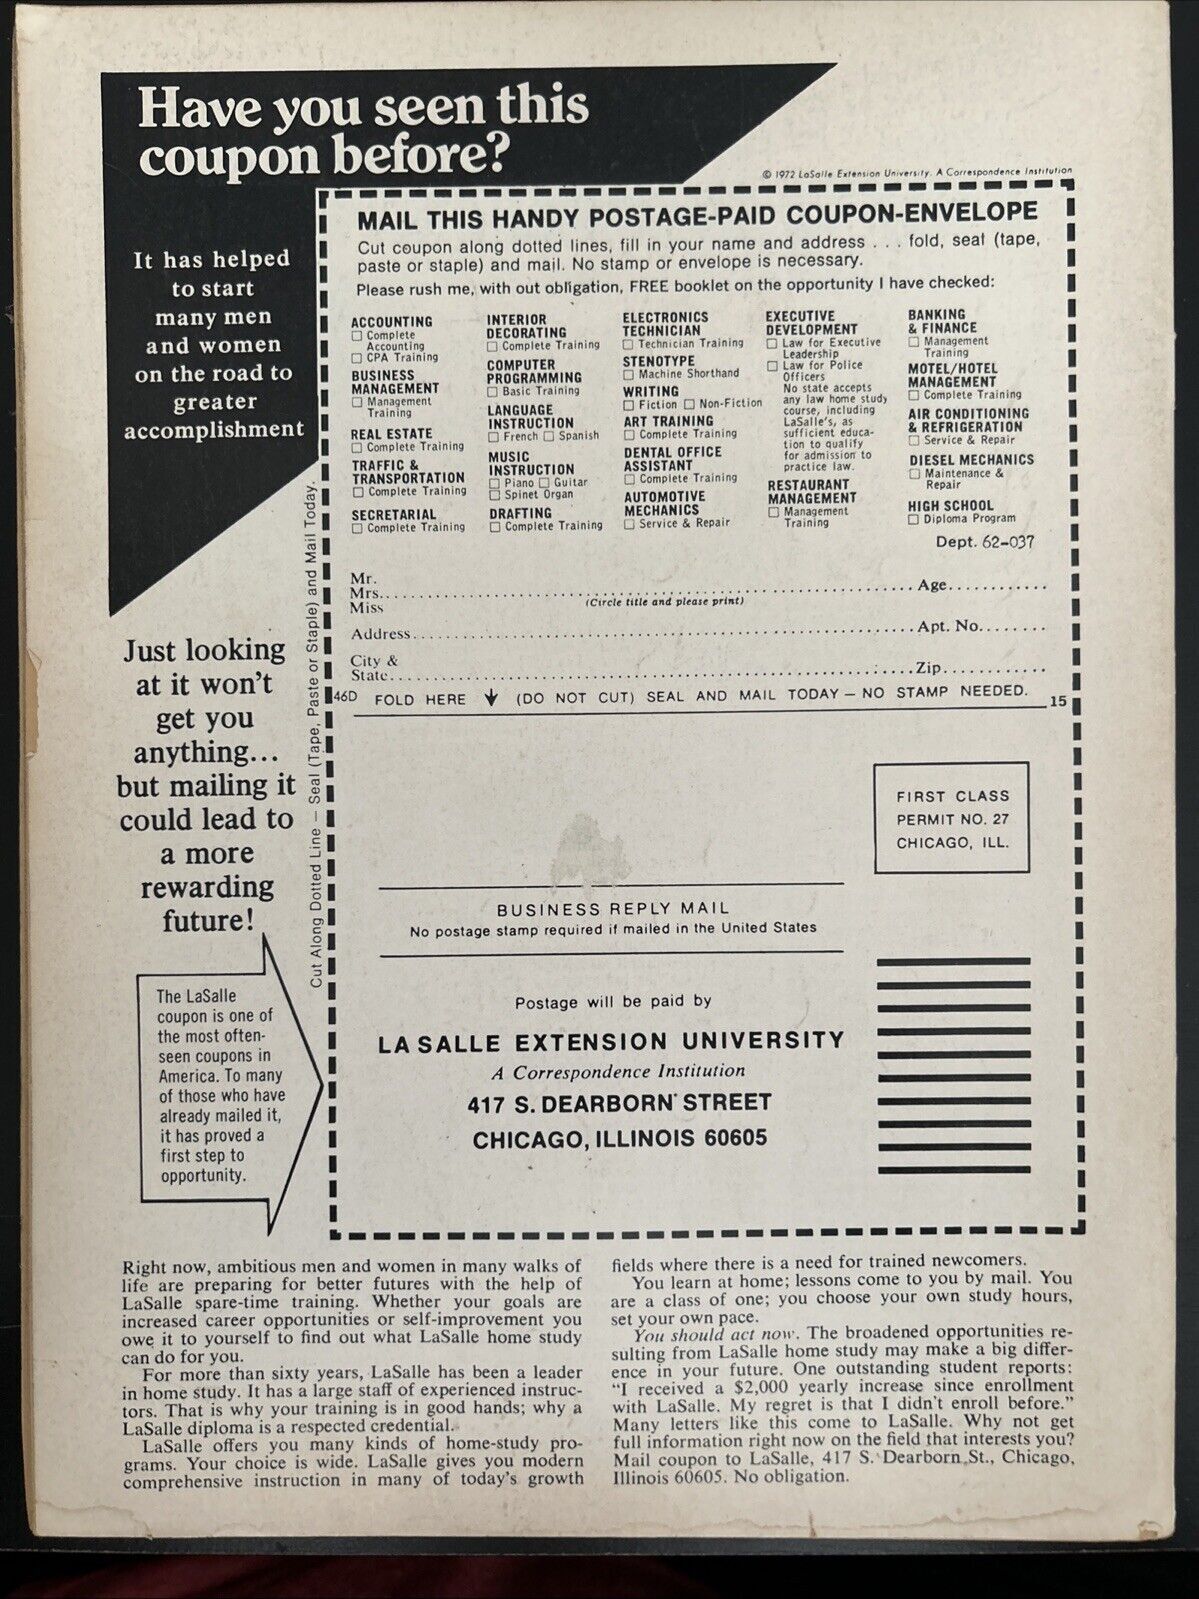 Have you seen this
coupon before?
© 1972 LaSalle Extension University. A Correspondence Institution
It has helped
to start
many men
and women
on the road to
greater
accomplishment
Just looking
at it won't
get you
anything...
but mailing it
could lead to
a more
rewarding
future!
The LaSalle
coupon is one of
the most often-
seen coupons in
America. To many
of those who have
already mailed it,
it has proved a
first step to
opportunity.
Cut Along Dotted Line — Seal (Tape, Paste or Staple) and Mail Today.
MAIL THIS HANDY POSTAGE-PAID COUPON-ENVELOPE
Cut coupon along dotted lines, fill in your name and address . . . fold, seal (tape,
paste or staple) and mail. No stamp or envelope is necessary.
Please rush me, with out obligation, FREE booklet on the opportunity I have checked:
ACCOUNTING
☐ Complete
Accounting
☐ CPA Training
BUSINESS
MANAGEMENT
☐ Management
Training
REAL ESTATE
☐ Complete Training
TRAFFIC &
TRANSPORTATION
☐ Complete Training
SECRETARIAL
☐ Complete Training
INTERIOR
DECORATING
☐ Complete Training
COMPUTER
PROGRAMMING
☐ Basic Training
LANGUAGE
INSTRUCTION
☐ French ☐ Spanish
MUSIC
INSTRUCTION
☐ Piano ☐ Guitar
☐ Spinet Organ
DRAFTING
☐ Complete Training
ELECTRONICS
TECHNICIAN
☐ Technician Training
STENOTYPE
☐ Machine Shorthand
WRITING
☐ Fiction ☐ Non-Fiction
ART TRAINING
☐ Complete Training
DENTAL OFFICE
ASSISTANT
☐ Complete Training
AUTOMOTIVE
MECHANICS
☐ Service & Repair
EXECUTIVE
DEVELOPMENT
☐ Law for Executive
Leadership
☐ Law for Police
Officers
No state accepts
any law home study
course, including
LaSalle's, as
sufficient educa-
tion to qualify
for admission to
practice law.
RESTAURANT
MANAGEMENT
☐ Management
Training
BANKING
& FINANCE
☐ Management
Training
MOTEL/HOTEL
MANAGEMENT
☐ Complete Training
AIR CONDITIONING
& REFRIGERATION
☐ Service & Repair
DIESEL MECHANICS
☐ Maintenance &
Repair
HIGH SCHOOL
☐ Diploma Program
Dept. 62-037
Mr.
Mrs. Age
Miss
(Circle title and please print)
Address Apt. No.
City &
State Zip
46D FOLD HERE ↓ (DO NOT CUT) SEAL AND MAIL TODAY — NO STAMP NEEDED. 15
FIRST CLASS
PERMIT NO. 27
CHICAGO, ILL.
BUSINESS REPLY MAIL
No postage stamp required if mailed in the United States
Postage will be paid by
LA SALLE EXTENSION UNIVERSITY
A Correspondence Institution
417 S. DEARBORN STREET
CHICAGO, ILLINOIS 60605
Right now, ambitious men and women in many walks of
life are preparing for better futures with the help of
LaSalle spare-time training. Whether your goals are
increased career opportunities or self-improvement you
owe it to yourself to find out what LaSalle home study
can do for you.
For more than sixty years, LaSalle has been a leader
in home study. It has a large staff of experienced instruc-
tors. That is why your training is in good hands; why a
LaSalle diploma is a respected credential.
LaSalle offers you many kinds of home-study pro-
grams. Your choice is wide. LaSalle gives you modern
comprehensive instruction in many of today's growth
fields where there is a need for trained newcomers.
You learn at home; lessons come to you by mail. You
are a class of one; you choose your own study hours,
set your own pace.
You should act now. The broadened opportunities re-
sulting from LaSalle home study may make a big differ-
ence in your future. One outstanding student reports:
"I received a $2,000 yearly increase since enrollment
with LaSalle. My regret is that I didn't enroll before."
Many letters like this come to LaSalle. Why not get
full information right now on the field that interests you?
Mail coupon to LaSalle, 417 S. Dearborn St., Chicago,
Illinois 60605. No obligation.